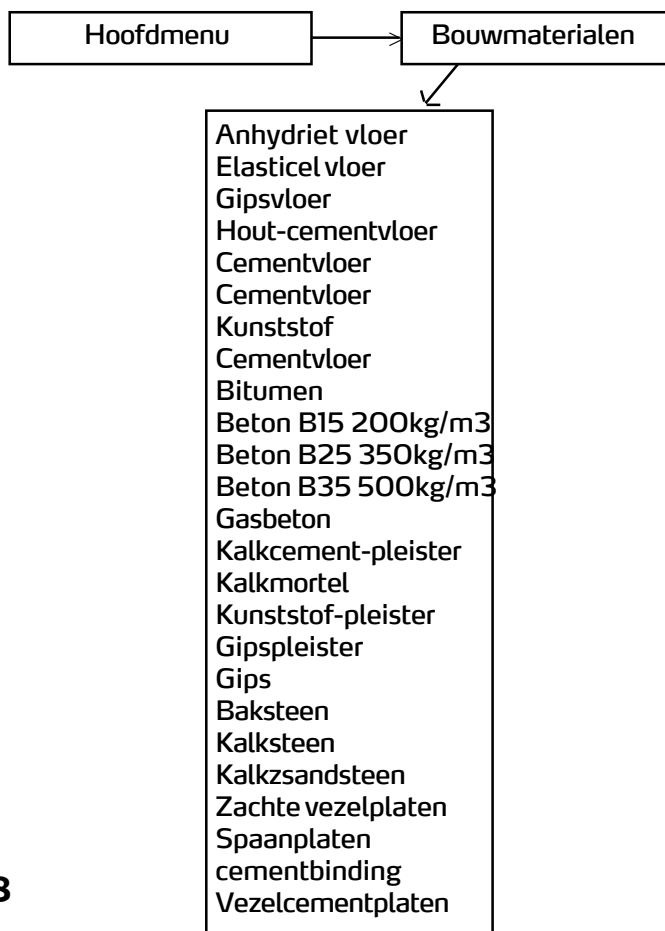 Hoofdmenu
Bouwmaterialen
Anhydriet vloer
Elasticel vloer
Gipsvloer
Hout-cementvloer
Cementvloer
Cementvloer
Kunststof
Cementvloer
Bitumen
Beton B15 200kg/m3
Beton B25 350kg/m3
Beton B35 500kg/m3
Gasbeton
Kalkcement-pleister
Kalkmortel
Kunststof-pleister
Gipspleister
Gips
Baksteen
Kalksteen
Kalkzsandsteen
Zachte vezelplaten
Spaanplaten
cementbinding
Vezelcementplaten
8